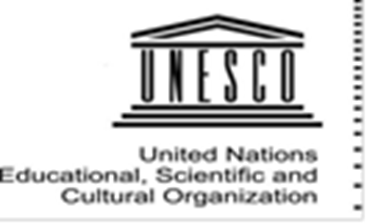 UNESCO
United Nations
Educational, Scientific and
Cultural Organization